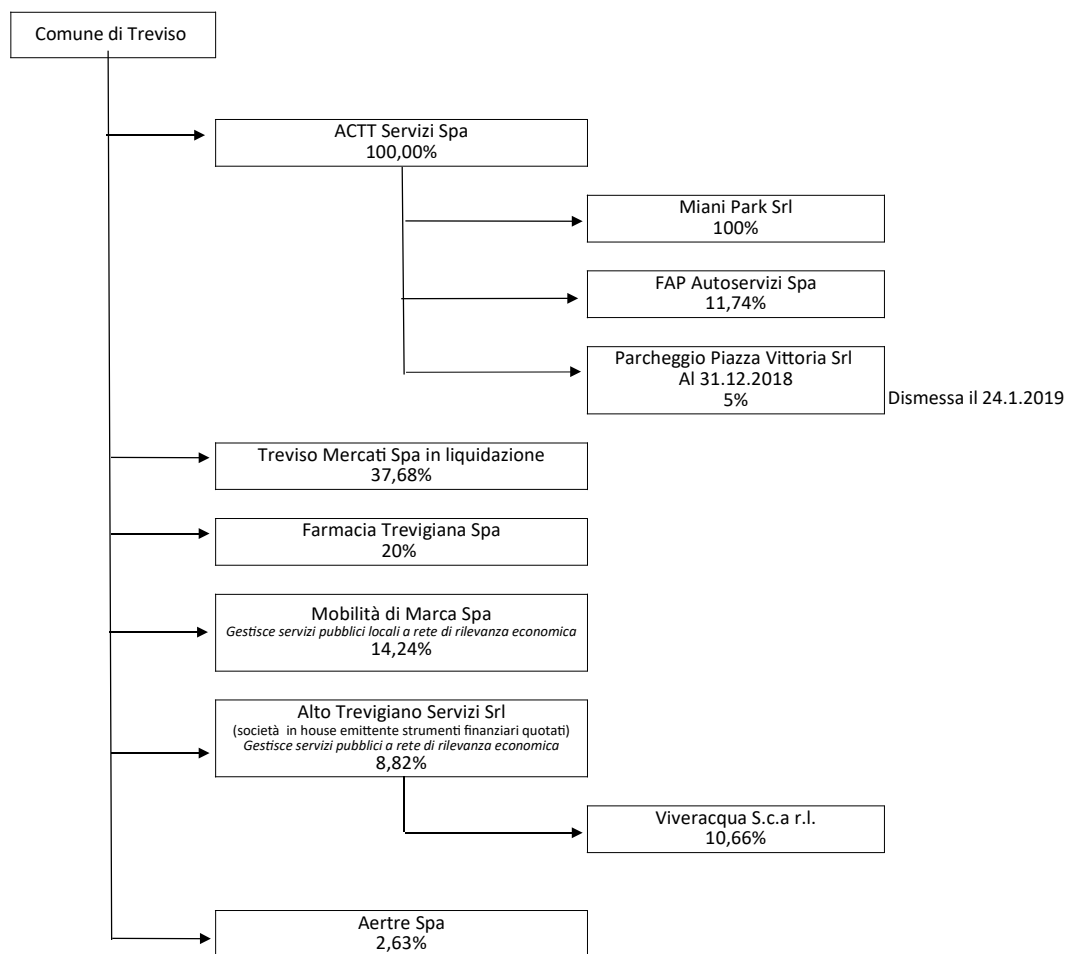 Comune di Treviso
ACTT Servizi Spa
100,00%
Miani Park Srl
100%
FAP Autoservizi Spa
11,74%
Parcheggio Piazza Vittoria Srl
Al 31.12.2018
5%
Dismessa il 24.1.2019
Treviso Mercati Spa in liquidazione
37,68%
Farmacia Trevigiana Spa
20%
Mobilità di Marca Spa
Gestisce servizi pubblici locali a rete di rilevanza economica
14,24%
Alto Trevigiano Servizi Srl
(società in house emittente strumenti finanziari quotati)
Gestisce servizi pubblici a rete di rilevanza economica
8,82%
Viveracqua S.c.a r.l.
10,66%
Aertre Spa
2,63%